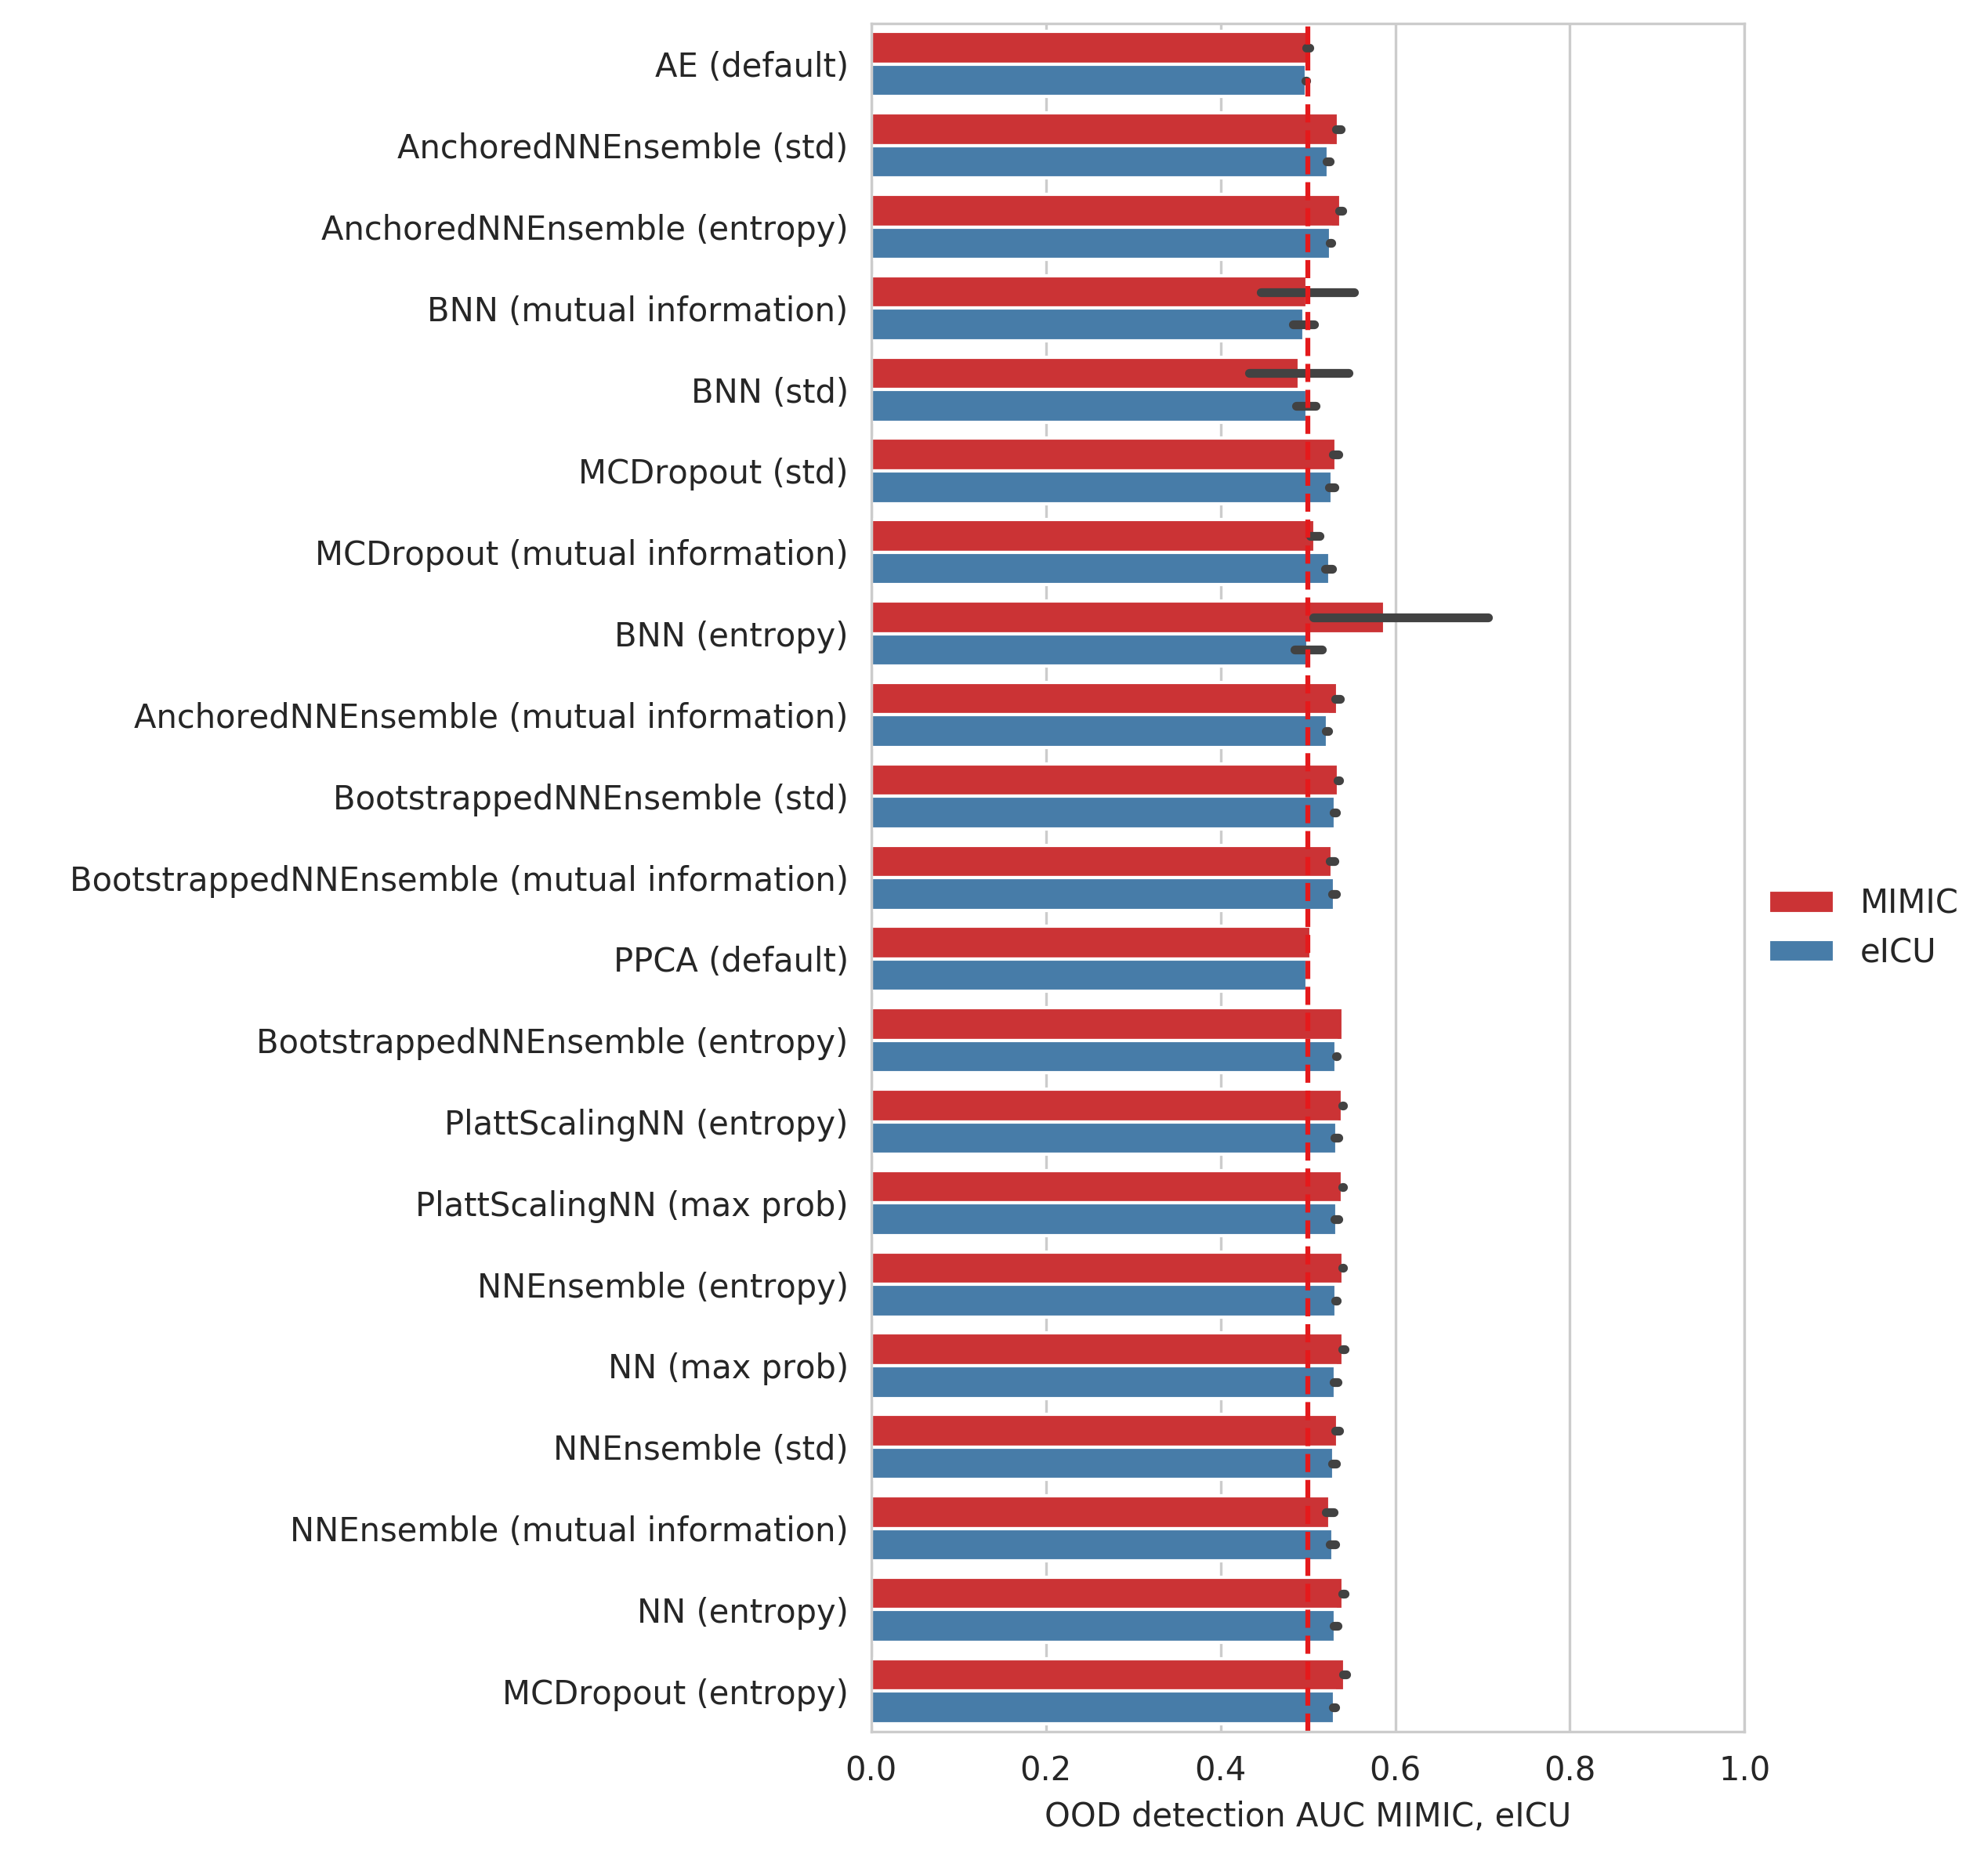 AE (default)
AnchoredNNEnsemble (std)
AnchoredNNEnsemble (entropy)
BNN (mutual information)
BNN (std)
MCDropout (std)
MCDropout (mutual information)
BNN (entropy)
AnchoredNNEnsemble (mutual information)
BootstrappedNNEnsemble (std)
BootstrappedNNEnsemble (mutual information)
PPCA (default)
BootstrappedNNEnsemble (entropy)
PlattScalingNN (entropy)
PlattScalingNN (max prob)
NNEnsemble (entropy)
NN (max prob)
NNEnsemble (std)
NNEnsemble (mutual information)
NN (entropy)
MCDropout (entropy)
0.0 0.2 0.4 0.6 0.8 1.0
OOD detection AUC MIMIC, eICU
MIMIC
eICU